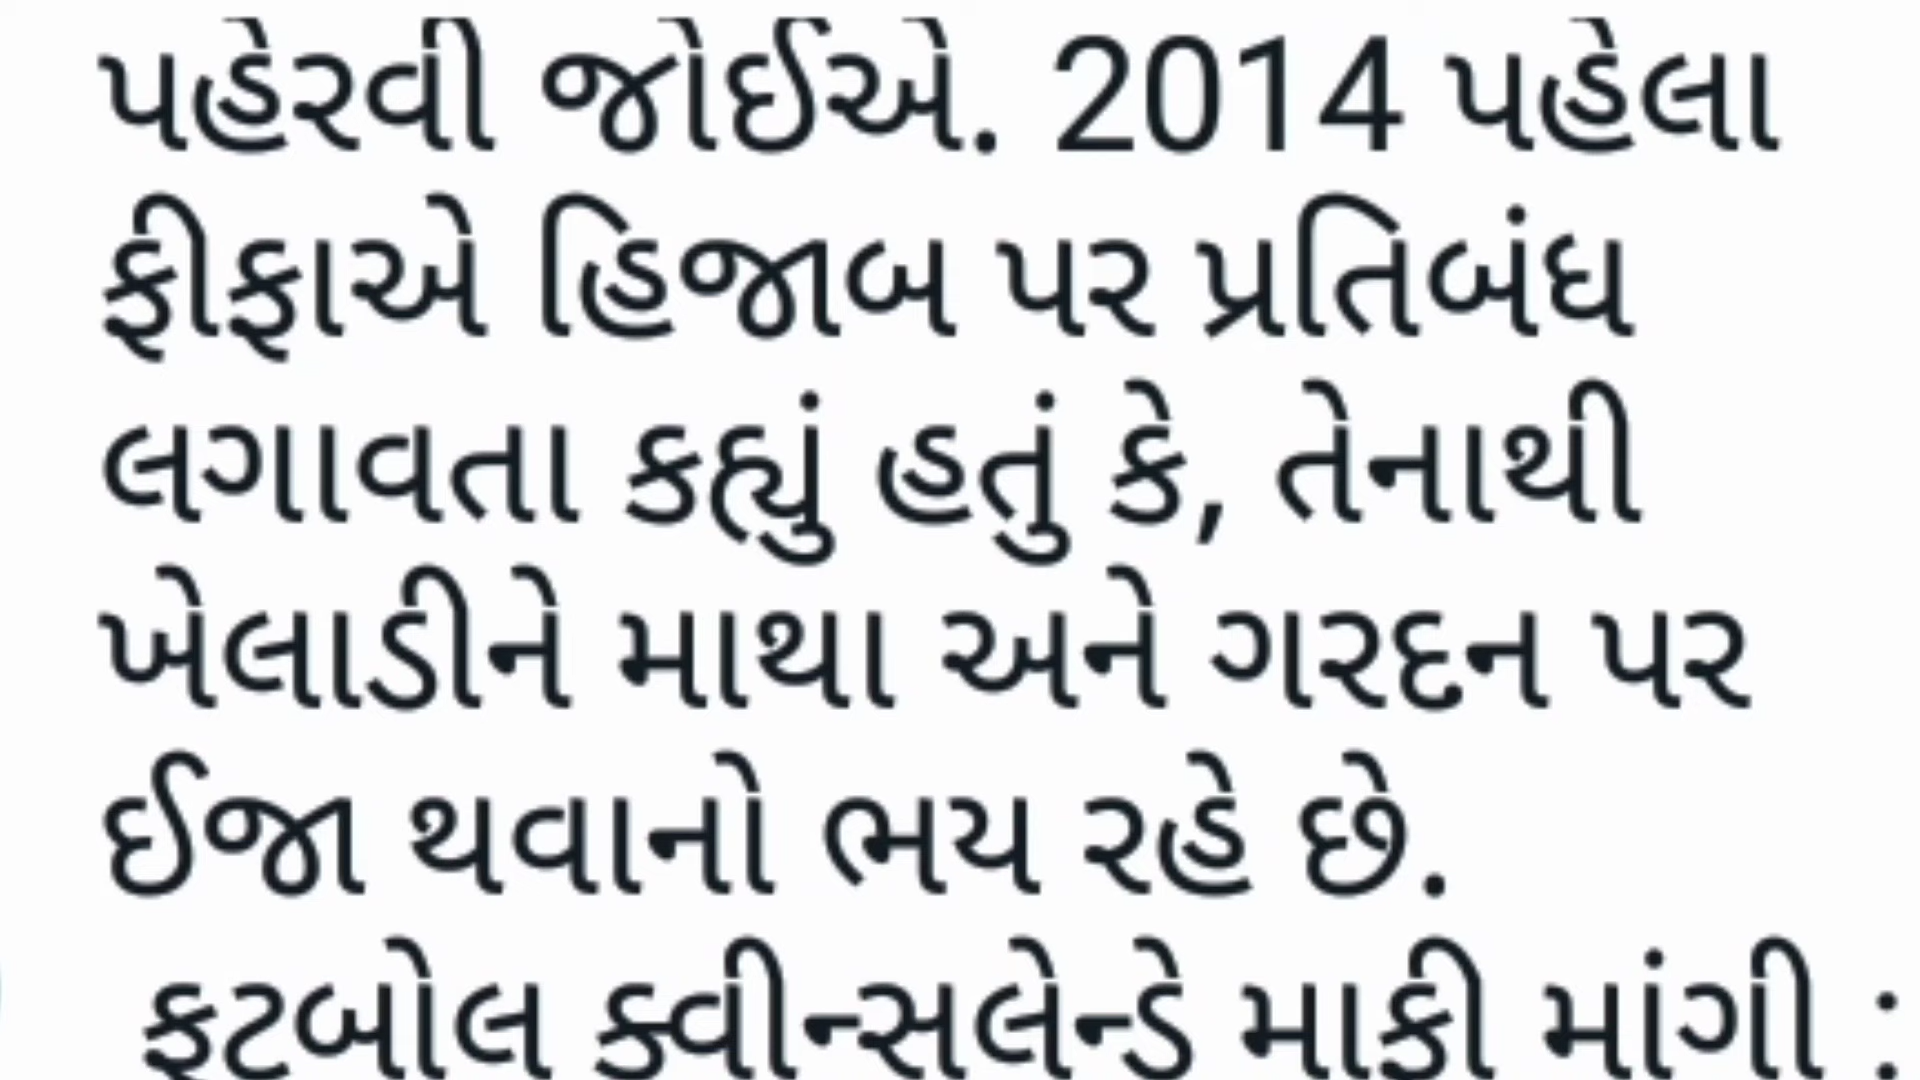 પહેરવી જોઈએ. 2014 પહેલા
ફીફાએ હિજાબ પર પ્રતિબંધ
લગાવતા કહ્યું હતું કે, તેનાથી
ખેલાડીને માથા અને ગરદન પર
ઈજા થવાનો ભય રહે છે.
ફૂટબોલ ક્વીન્સલેન્ડે માફી માંગી :